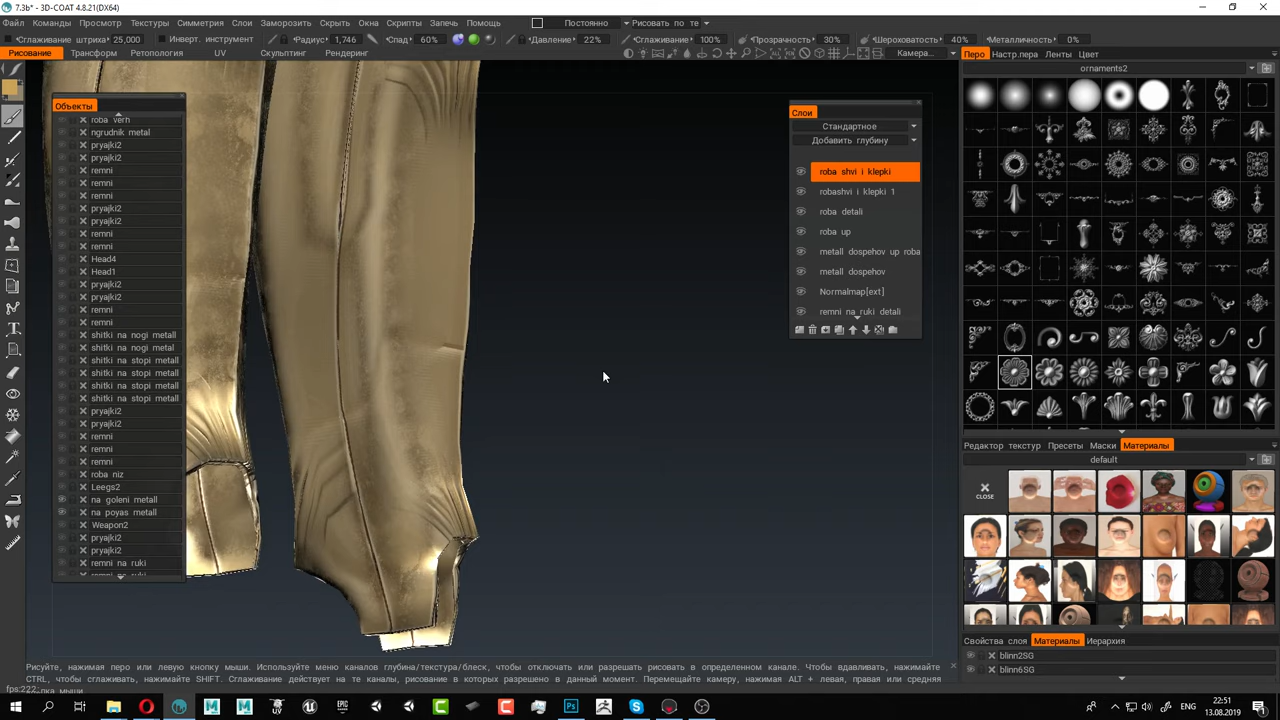 7.3b* - 3D-COAT 4.8.21(DX64)
Файл Команды Просмотр Текстуры Симметрия Слои Заморозить Скрыть Окна Скрипты Запечь Помощь Постоянно Рисовать по те
Сглаживание штриха 25,000 Инверт. инструмент Радиус 1,746 Спад 60% Давление 22% Сглаживание 100% Прозрачность 30% Шероховатость 40% Металличность 0%
Рисование Трансформ Ретопология UV Скульптинг Рендеринг Камера...
Перо Настр.пера Ленты Цвет
ornaments2
Объекты
roba verh
ngrudnik metal
pryajki2
pryajki2
remni
remni
remni
pryajki2
pryajki2
remni
remni
Head4
Head1
pryajki2
pryajki2
remni
remni
shitki na nogi metall
shitki na nogi metal
shitki na stopi metall
shitki na stopi metall
shitki na stopi metall
shitki na stopi metall
pryajki2
pryajki2
remni
remni
remni
roba niz
Leegs2
na goleni metall
na poyas metall
Weapon2
pryajki2
pryajki2
remni na ruki
Слои
Стандартное
Добавить глубину
roba shvi i klepki
robashvi i klepki 1
roba detali
roba up
metall dospehov up roba
metall dospehov
Normalmap[ext]
remni na ruki detali
Редактор текстур Пресеты Маски Материалы
default
CLOSE
Свойства слоя Материалы Иерархия
blinn2SG
blinn6SG
Рисуйте, нажимая перо или левую кнопку мыши. Используйте меню каналов глубина/текстура/блеск, чтобы отключать или разрешать рисовать в определенном канале. Чтобы вдавливать, нажимайте
CTRL, чтобы сглаживать, нажимайте SHIFT. Сглаживание действует на те каналы, рисование в которых разрешено в данный момент. Перемещайте камеру, нажимая ALT + левая, правая или средняя
fps:222;
UV
EPIC
Ps
ENG
22:51
13.08.2019